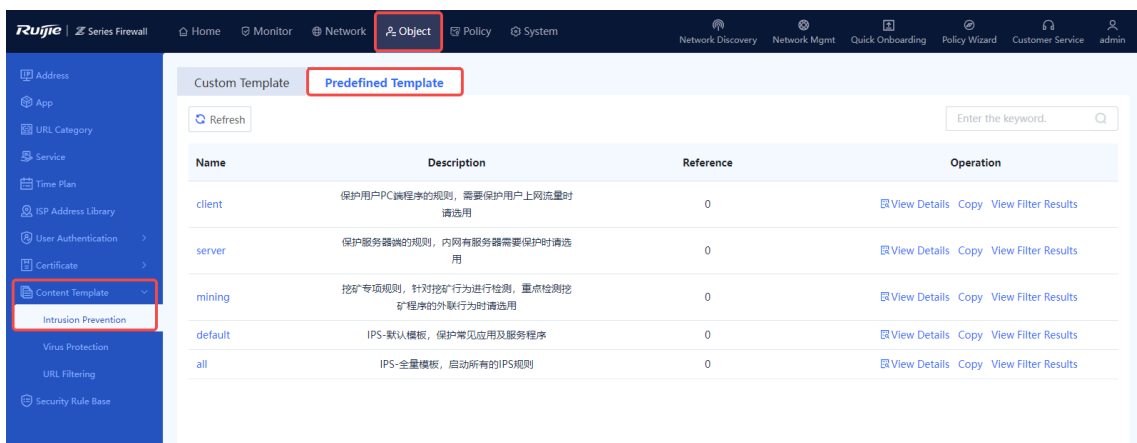 Ruijie | Z Series Firewall
Home
Monitor
Network
Object
Policy
System
Network Discovery
Network Mgmt
Quick Onboarding
Policy Wizard
Customer Service
admin
Address
App
URL Category
Service
Time Plan
ISP Address Library
User Authentication
Certificate
Content Template
Intrusion Prevention
Virus Protection
URL Filtering
Security Rule Base
Custom Template
Predefined Template
Refresh
Enter the keyword.
Name Description Reference Operation
client
保护用户PC端程序的规则，需要保护用户上网流量时
请选用
0
View Details Copy View Filter Results
server
保护服务器端的规则，内网有服务器需要保护时请选
用
0
View Details Copy View Filter Results
mining
挖矿专项规则，针对挖矿行为进行检测，重点检测挖
矿程序的外联行为时请选用
0
View Details Copy View Filter Results
default
IPS-默认模板，保护常见应用及服务程序
0
View Details Copy View Filter Results
all
IPS-全量模板，启动所有的IPS规则
0
View Details Copy View Filter Results